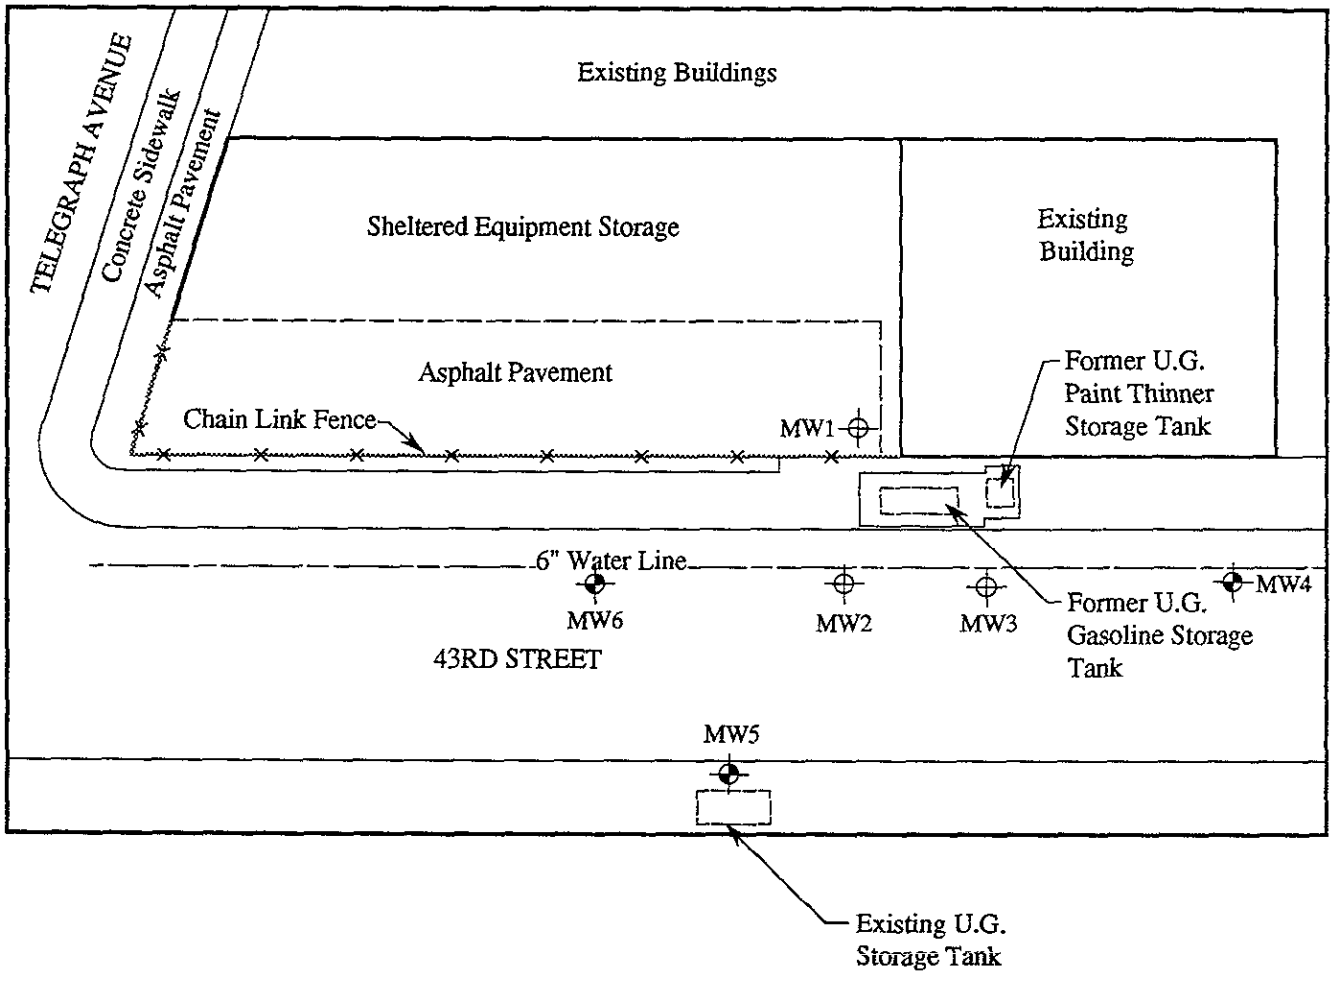 Existing Buildings
TELEGRAPH AVENUE
Concrete Sidewalk
Asphalt Pavement
Sheltered Equipment Storage
Existing
Building
Asphalt Pavement
Former U.G.
Paint Thinner
Storage Tank
Chain Link Fence
MW1
6" Water Line
MW6
MW2
MW3
MW4
Former U.G.
Gasoline Storage
Tank
43RD STREET
MW5
Existing U.G.
Storage Tank